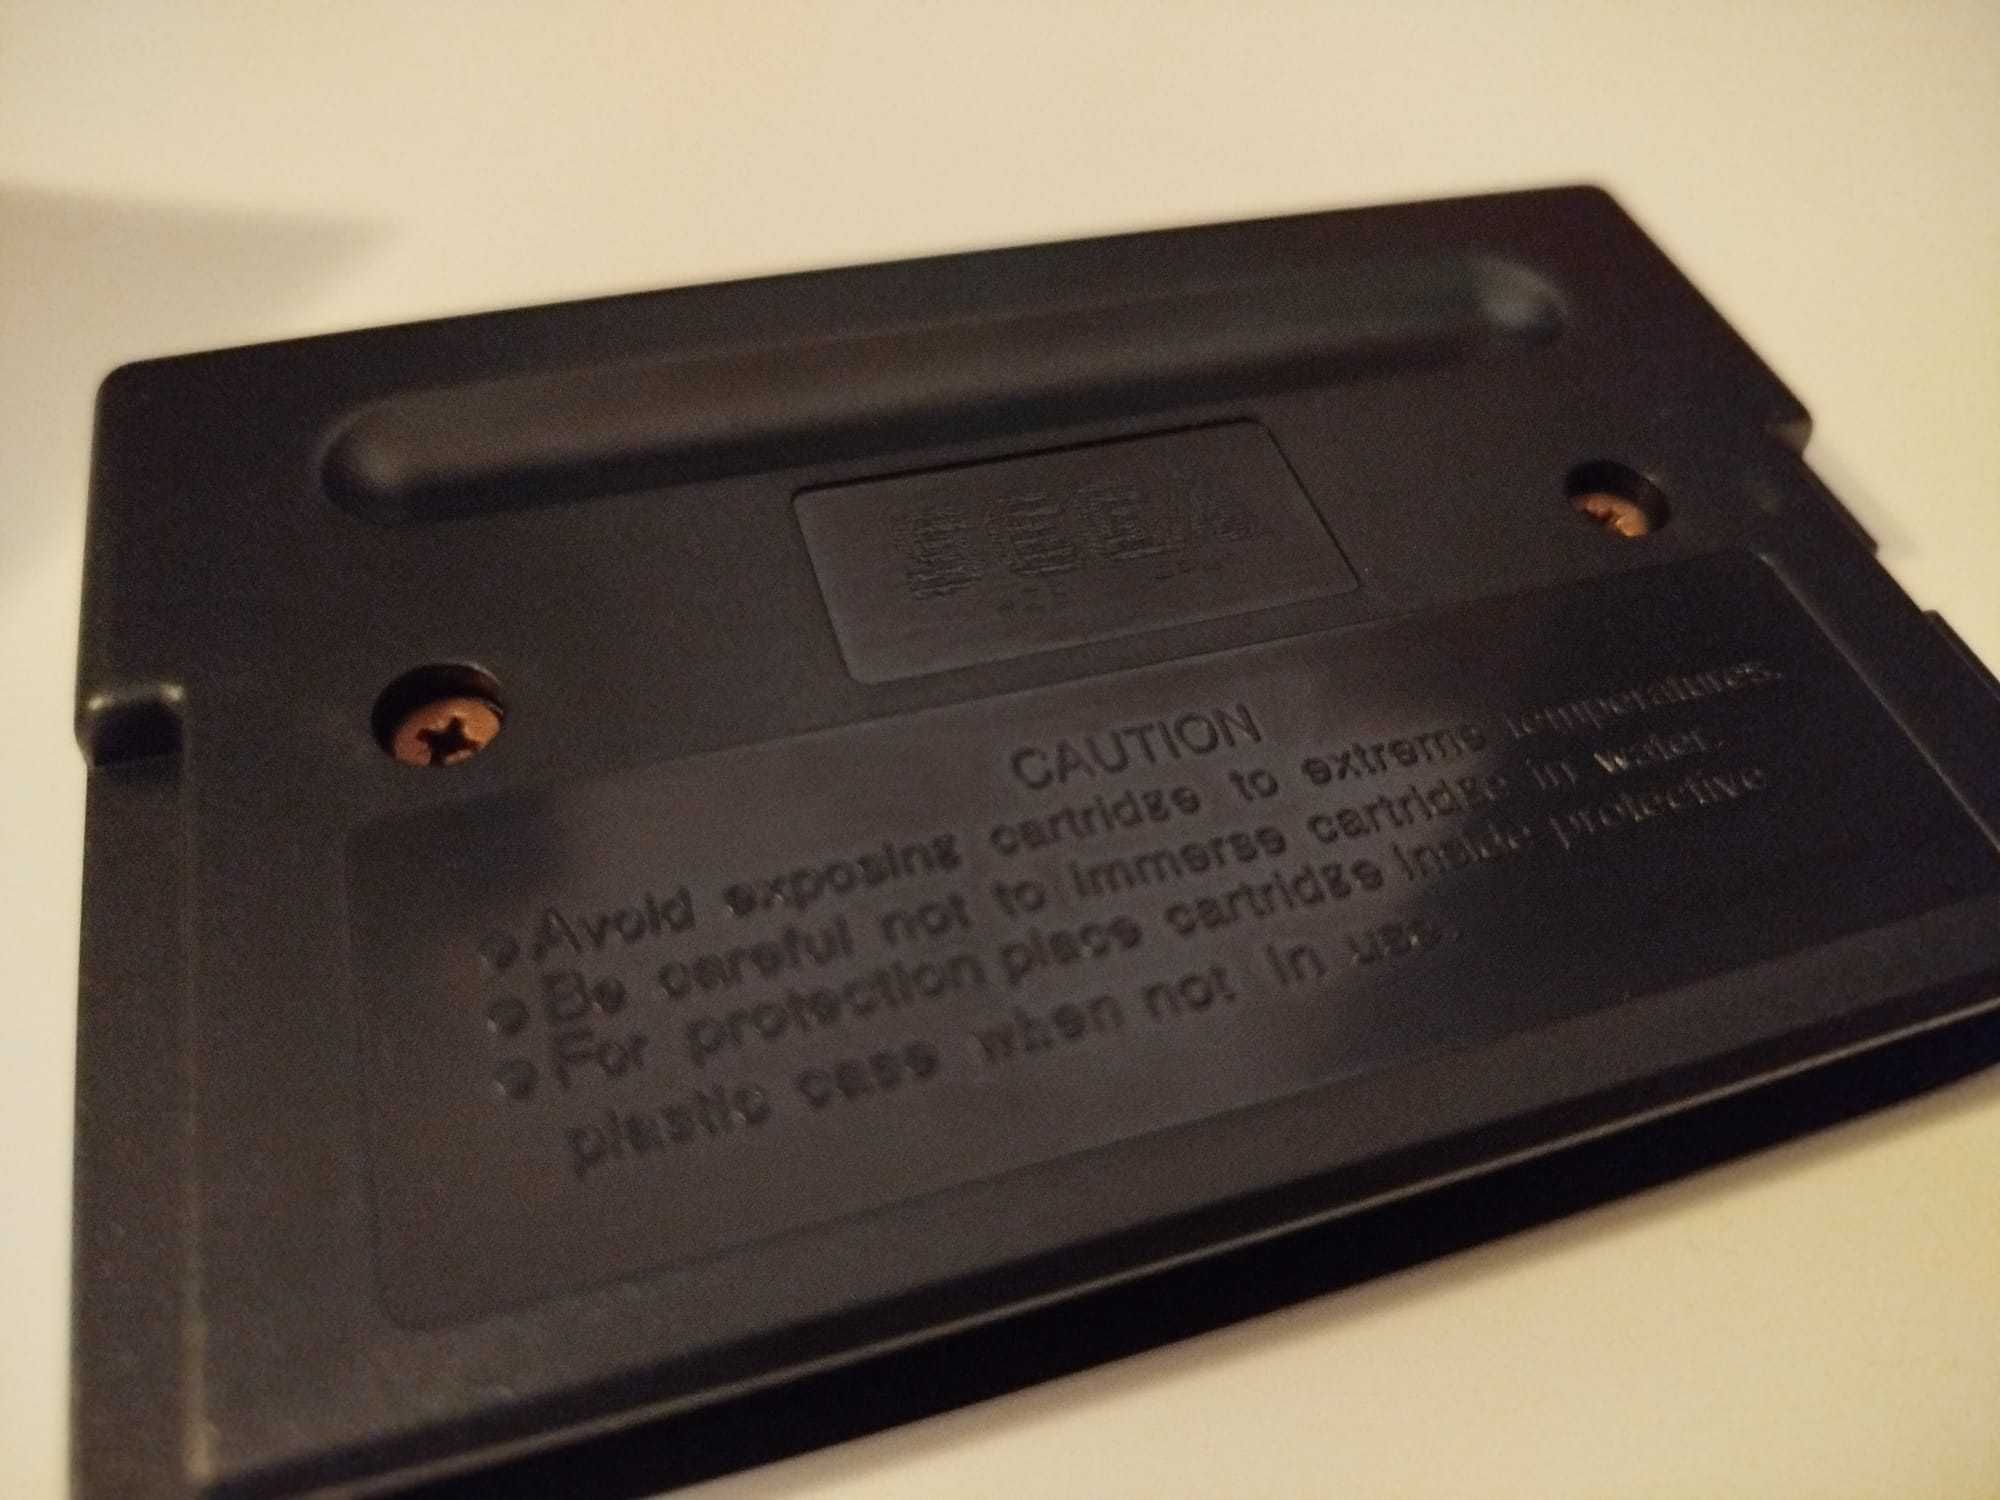 CAUTION
●Avoid exposing cartridge to extreme temperatures.
●Be careful not to immerse cartridge in water.
●For protection place cartridge inside protective
plastic case when not in use.